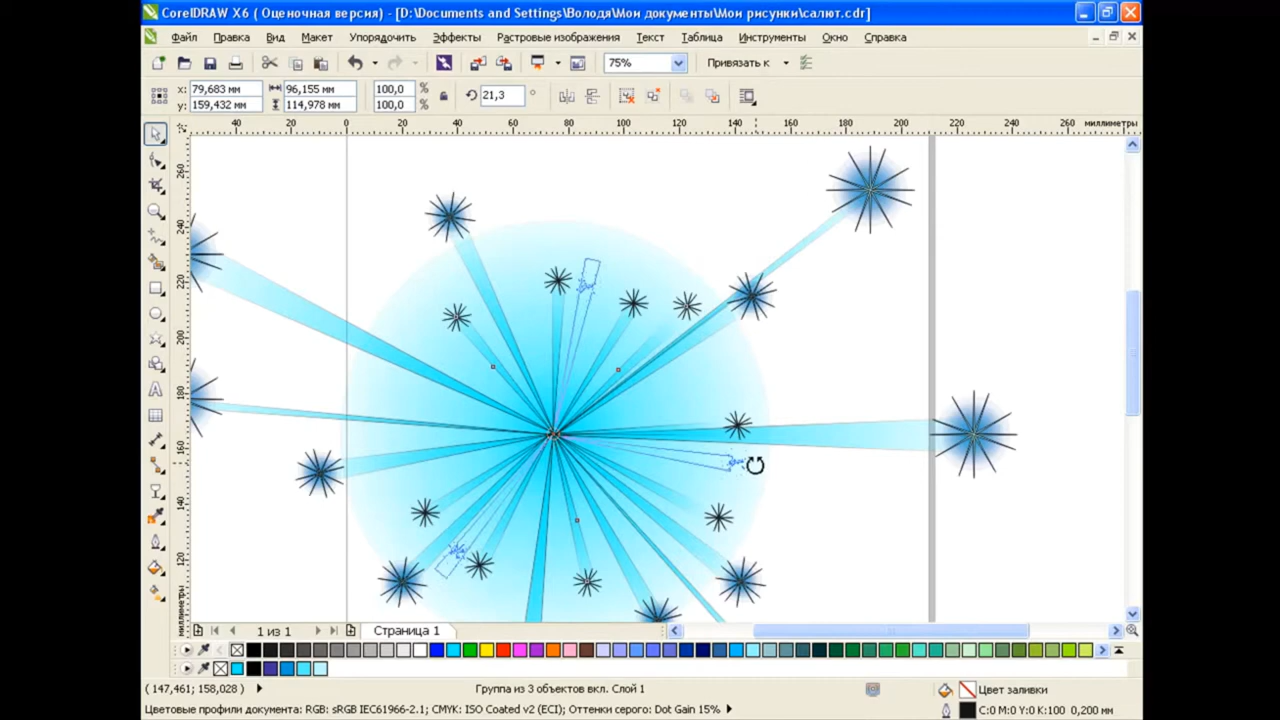 CorelDRAW X6 (Оценочная версия) - [D:\Documents and Settings\Володя\Мои документы\Мои рисунки\салют.cdr]
Файл Правка Вид Макет Упорядочить Эффекты Растровые изображения Текст Таблица Инструменты Окно Справка
75% Привязать к
x: 79,683 мм 96,155 мм 100,0 % 21,3 °
y: 159,432 мм 114,978 мм 100,0 %
40 20 0 20 40 60 80 100 120 140 160 180 200 220 240 260 миллиметры
260
240
220
200
180
160
140
120
миллиметры
1 из 1 Страница 1
( 147,461; 158,028 ) Группа из 3 объектов вкл. Слой 1 Цвет заливки
Цветовые профили документа: RGB: sRGB IEC61966-2.1; CMYK: ISO Coated v2 (ECI); Оттенки серого: Dot Gain 15% C:0 M:0 Y:0 K:100 0,200 мм